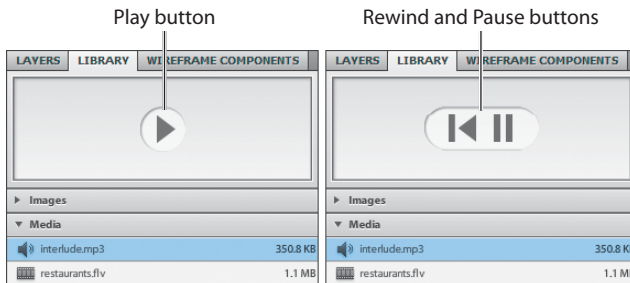 Play button
Rewind and Pause buttons
LAYERS LIBRARY WIREFRAME COMPONENTS
Images
Media
interlude.mp3 350.8 KB
restaurants.flv 1.1 MB
LAYERS LIBRARY WIREFRAME COMPONENTS
Images
Media
interlude.mp3 350.8 K
restaurants.flv 1.1 M